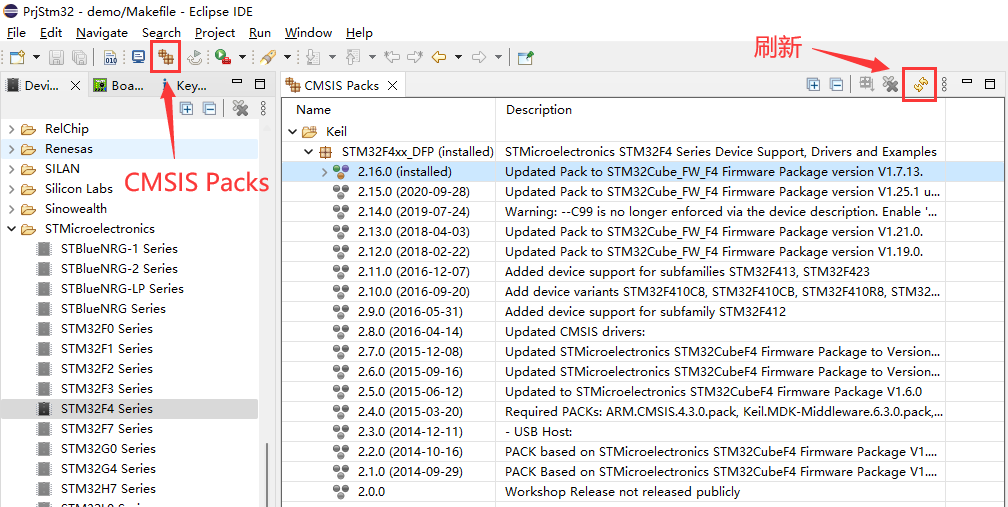 PrjStm32 - demo/Makefile - Eclipse IDE
File Edit Navigate Search Project Run Window Help
010
刷新
Devi... Boa... Key...
CMSIS Packs
RelChip
Renesas
SILAN
Silicon Labs
Sinowealth
STMicroelectronics
STBlueNRG-1 Series
STBlueNRG-2 Series
STBlueNRG-LP Series
STBlueNRG Series
STM32F0 Series
STM32F1 Series
STM32F2 Series
STM32F3 Series
STM32F4 Series
STM32F7 Series
STM32G0 Series
STM32G4 Series
STM32H7 Series
STM32L0 Series
CMSIS Packs
Name Description
Keil
STM32F4xx_DFP (installed) STMicroelectronics STM32F4 Series Device Support, Drivers and Examples
2.16.0 (installed) Updated Pack to STM32Cube_FW_F4 Firmware Package version V1.7.13.
2.15.0 (2020-09-28) Updated Pack to STM32Cube_FW_F4 Firmware Package version V1.25.1 u...
2.14.0 (2019-07-24) Warning: --C99 is no longer enforced via the device description. Enable '...
2.13.0 (2018-04-03) Updated Pack to STM32Cube_FW_F4 Firmware Package version V1.21.0.
2.12.0 (2018-02-22) Updated Pack to STM32Cube_FW_F4 Firmware Package version V1.19.0.
2.11.0 (2016-12-07) Added device support for subfamilies STM32F413, STM32F423
2.10.0 (2016-09-20) Add device variants STM32F410C8, STM32F410CB, STM32F410R8, STM32...
2.9.0 (2016-05-31) Added device support for subfamily STM32F412
2.8.0 (2016-04-14) Updated CMSIS drivers:
2.7.0 (2015-12-08) Updated STMicroelectronics STM32CubeF4 Firmware Package to Version...
2.6.0 (2015-09-16) Updated STMicroelectronics STM32CubeF4 Firmware Package to Version...
2.5.0 (2015-06-12) Updated to STMicroelectronics STM32CubeF4 Firmware Package V1.6.0
2.4.0 (2015-03-20) Required PACKs: ARM.CMSIS.4.3.0.pack, Keil.MDK-Middleware.6.3.0.pack,...
2.3.0 (2014-12-11) - USB Host:
2.2.0 (2014-10-16) PACK based on STMicroelectronics STM32CubeF4 Firmware Package V1....
2.1.0 (2014-09-29) PACK Based on STMicroelectronics STM32CubeF4 Firmware Package V1....
2.0.0 Workshop Release not released publicly